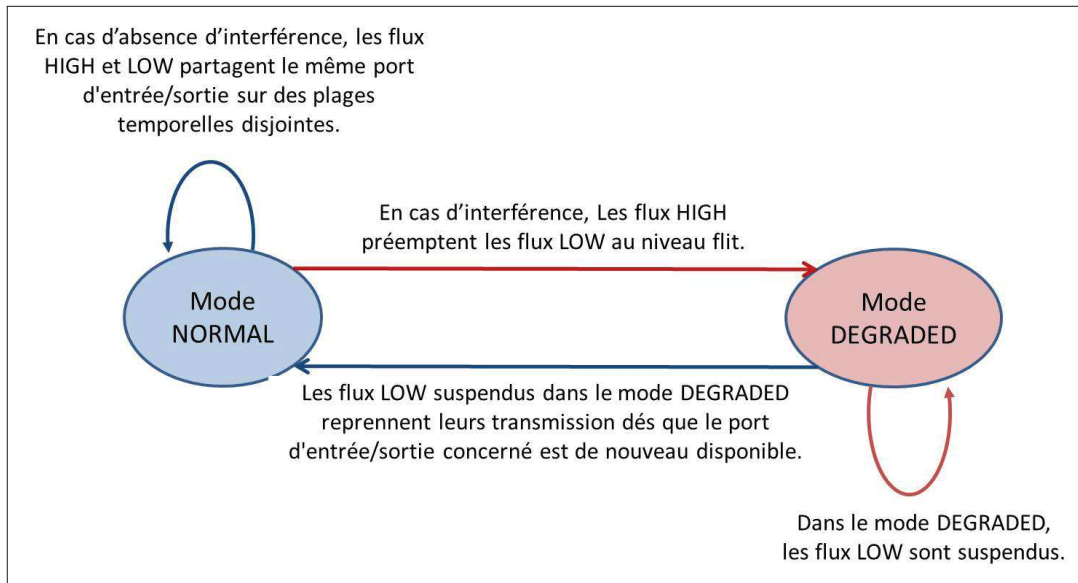 En cas d’absence d’interférence, les flux
HIGH et LOW partagent le même port
d'entrée/sortie sur des plages
temporelles disjointes.
En cas d’interférence, Les flux HIGH
préemptent les flux LOW au niveau flit.
Mode
NORMAL
Mode
DEGRADED
Les flux LOW suspendus dans le mode DEGRADED
reprennent leurs transmission dés que le port
d'entrée/sortie concerné est de nouveau disponible.
Dans le mode DEGRADED,
les flux LOW sont suspendus.